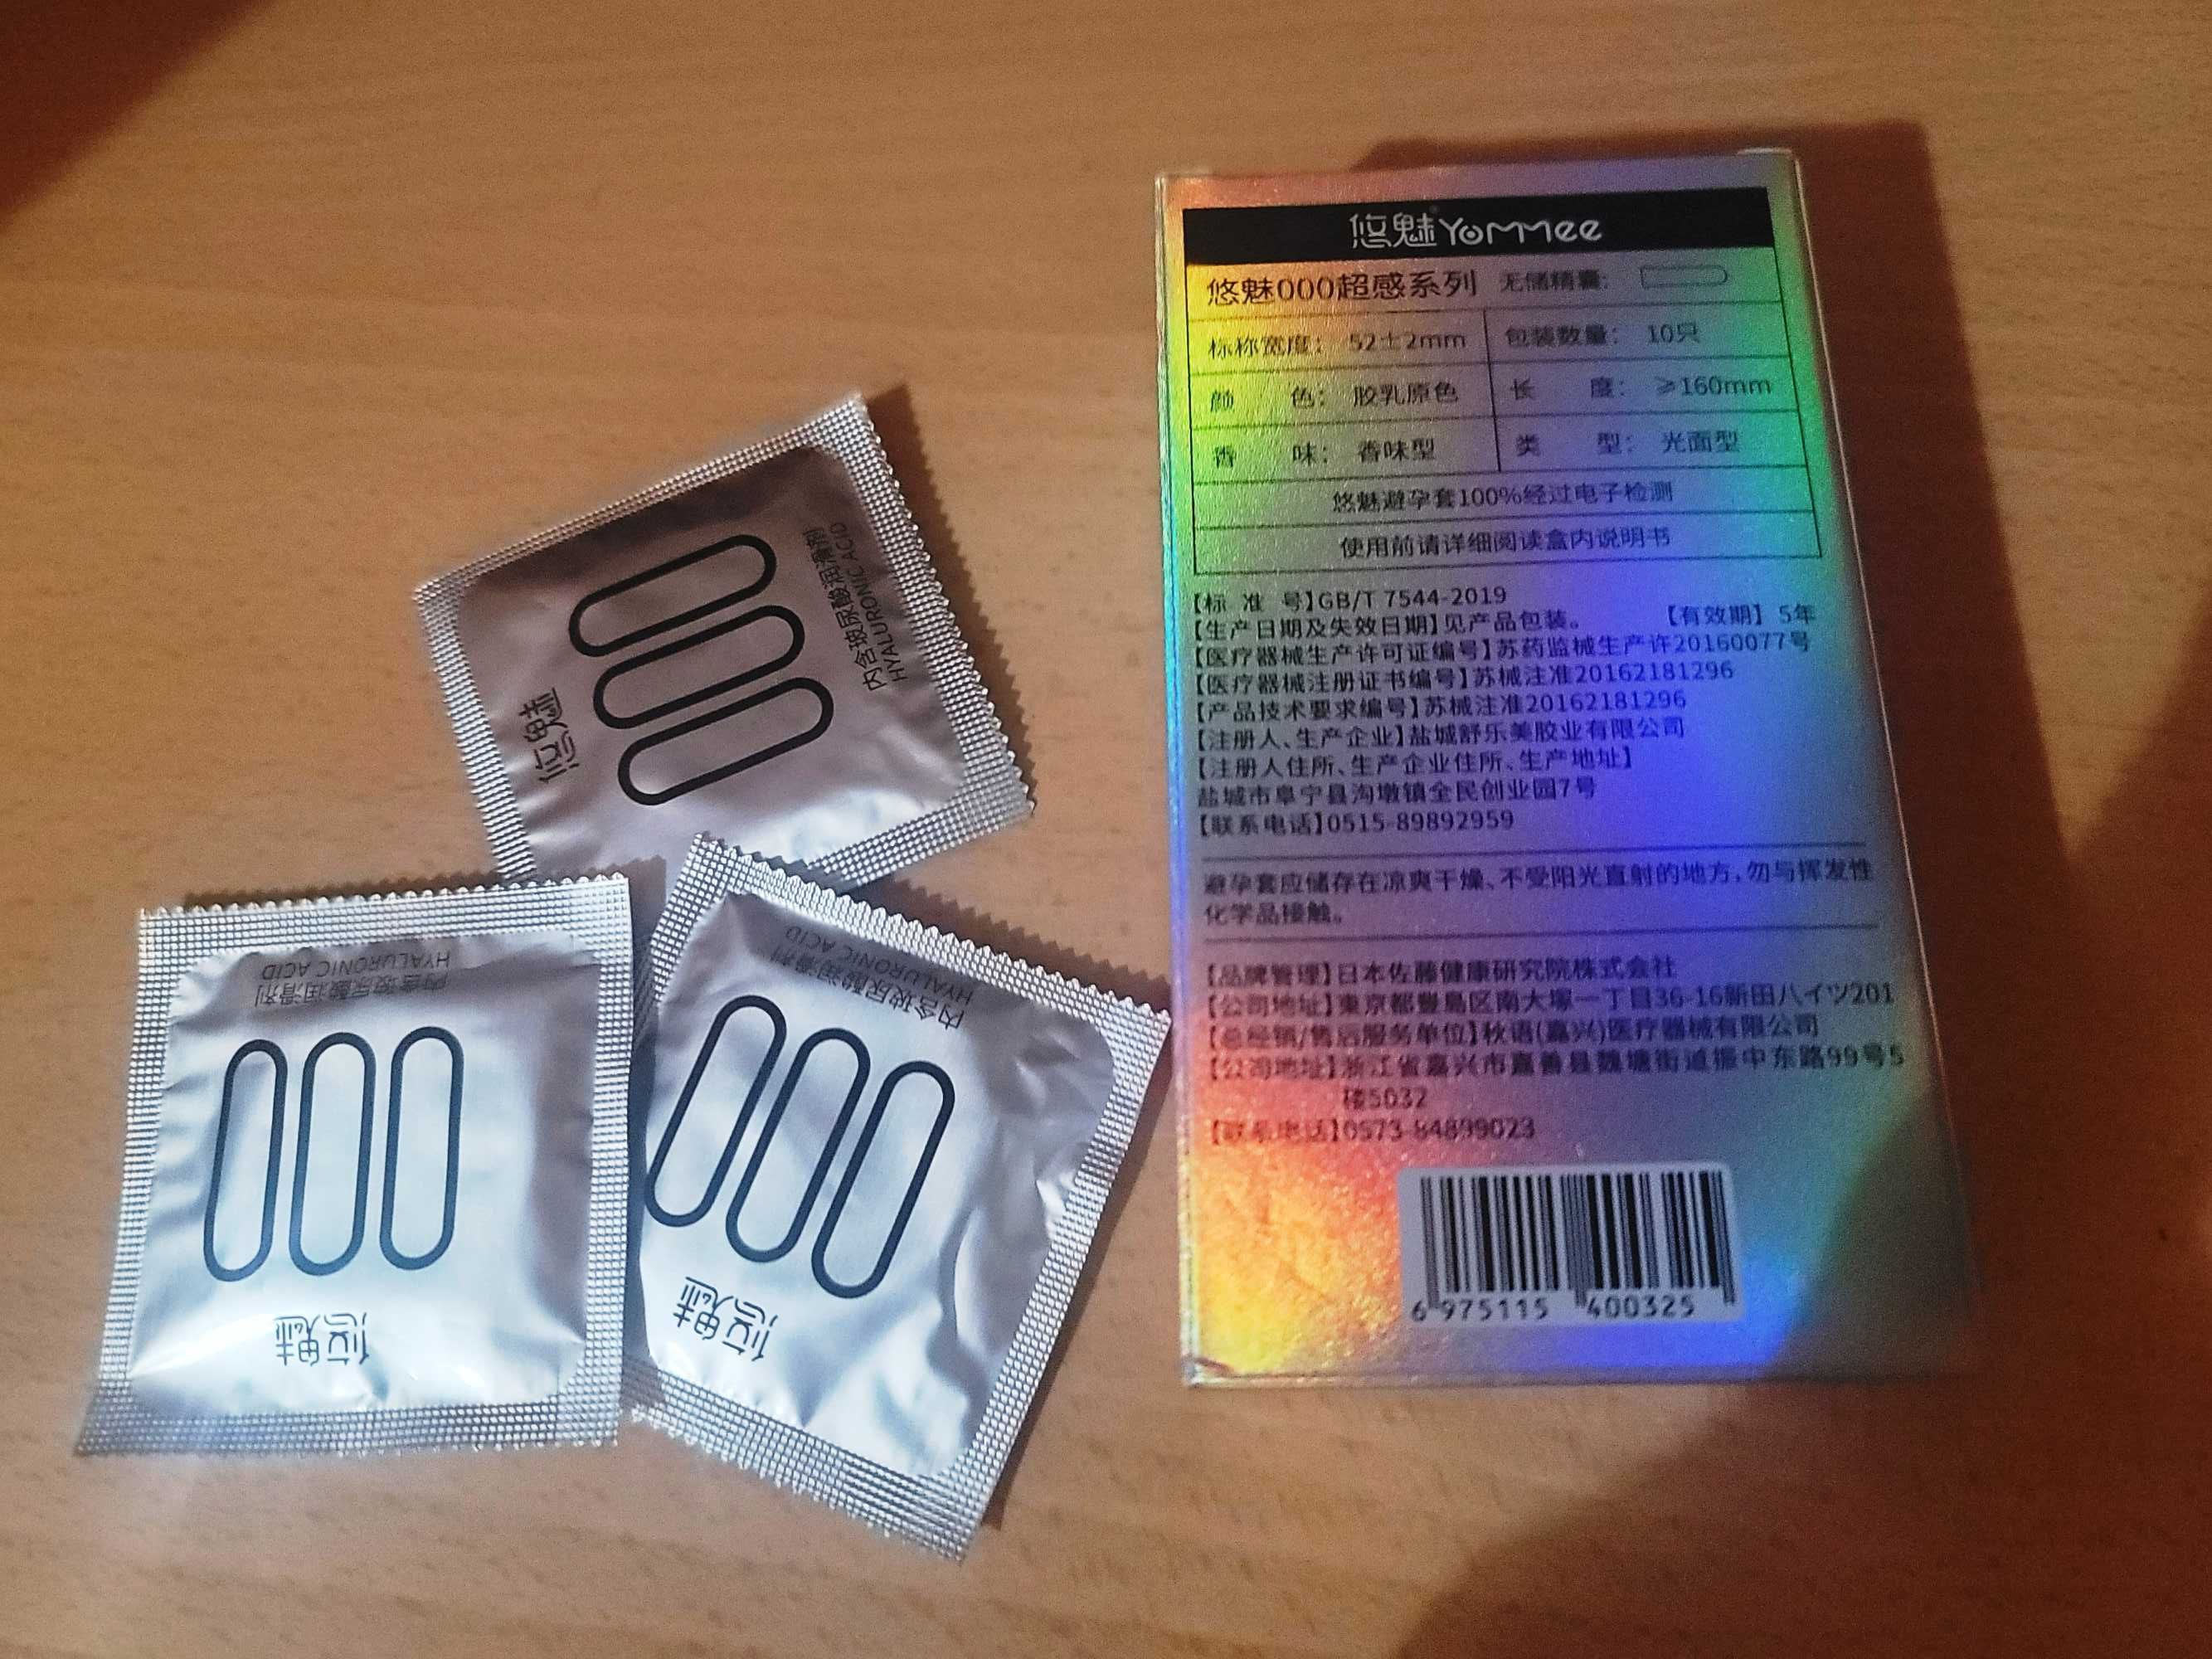 悠魅
000
内含玻尿酸润滑剂
HYALURONIC ACID
悠魅
000
内含玻尿酸润滑剂
HYALURONIC ACID
悠魅
000
内含玻尿酸润滑剂
HYALURONIC ACID
悠魅 YoMMee
悠魅000超感系列 无储精囊:
标称宽度: 52±2mm 包装数量: 10只
颜 色: 胶乳原色 长 度: ≥160mm
香 味: 香味型 类 型: 光面型
悠魅避孕套100%经过电子检测
使用前请详细阅读盒内说明书
【标 准 号】GB/T 7544-2019
【生产日期及失效日期】见产品包装。 【有效期】 5年
【医疗器械生产许可证编号】苏药监械生产许20160077号
【医疗器械注册证书编号】苏械注准20162181296
【产品技术要求编号】苏械注准20162181296
【注册人、生产企业】盐城舒乐美胶业有限公司
【注册人住所、生产企业住所、生产地址】
盐城市阜宁县沟墩镇全民创业园7号
【联系电话】0515-89892959
避孕套应储存在凉爽干燥、不受阳光直射的地方,勿与挥发性
化学品接触。
【品牌管理】日本佐藤健康研究院株式会社
【公司地址】東京都豊島区南大塚一丁目36-16新田ハイツ201
【总经销/售后服务单位】秋语(嘉兴)医疗器械有限公司
【公司地址】浙江省嘉兴市嘉善县魏塘街道振中东路99号5
楼5032
【联系电话】0573-84899023
6 975115 400325